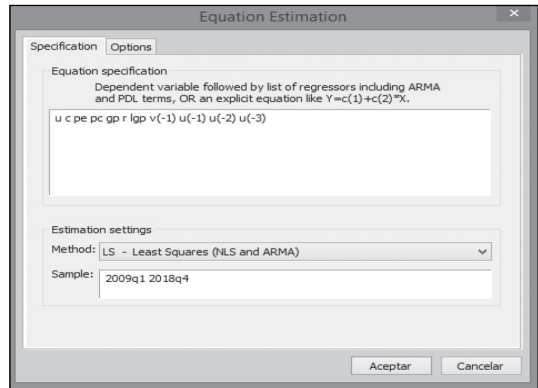 Equation Estimation
×
Specification Options
Equation specification
Dependent variable followed by list of regressors including ARMA
and PDL terms, OR an explicit equation like Y=c(1)+c(2)*X.
u c pe pc gp r lgp v(-1) u(-1) u(-2) u(-3)
Estimation settings
Method: LS - Least Squares (NLS and ARMA)
Sample: 2009q1 2018q4
Aceptar Cancelar